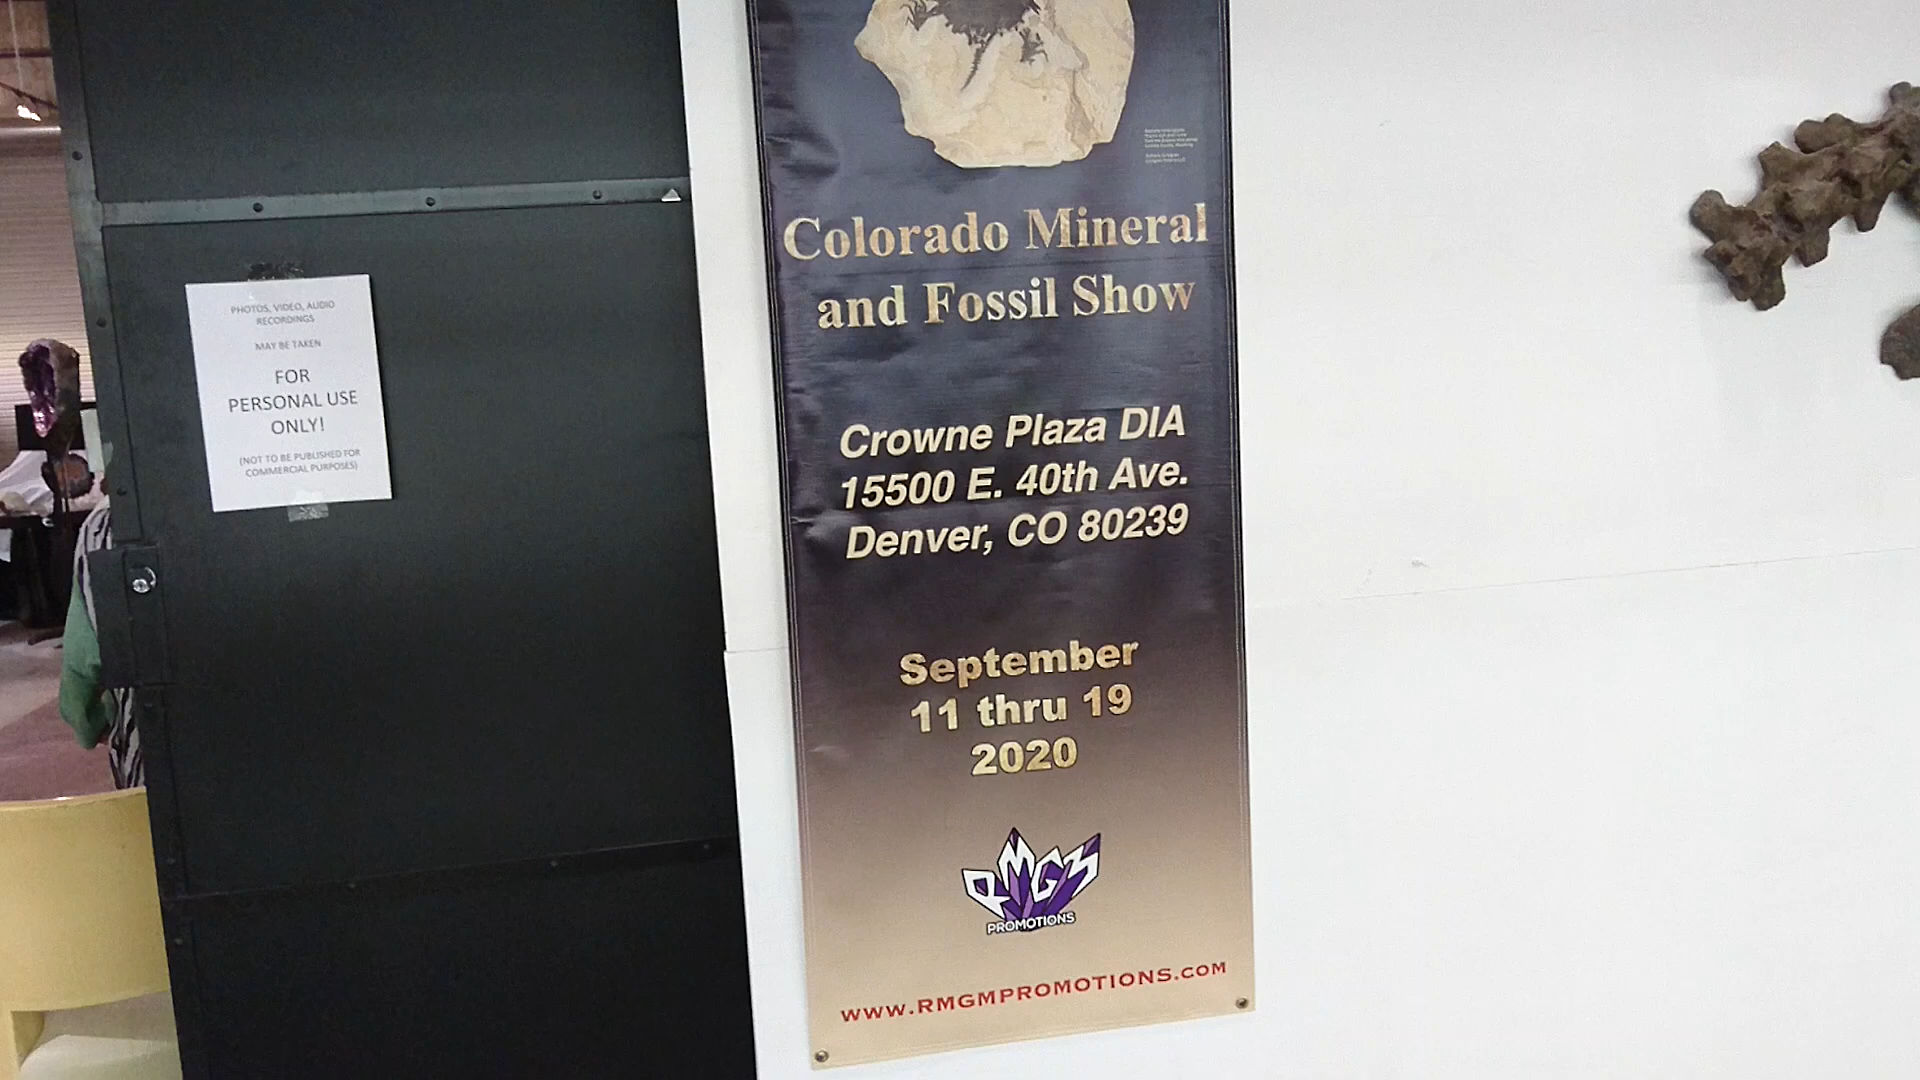 PHOTOS, VIDEO, AUDIO
RECORDINGS
MAY BE TAKEN
FOR
PERSONAL USE
ONLY!
(NOT TO BE PUBLISHED FOR
COMMERCIAL PURPOSES)
Colorado Mineral
and Fossil Show
Crowne Plaza DIA
15500 E. 40th Ave.
Denver, CO 80239
September
11 thru 19
2020
RMGM
PROMOTIONS
WWW.RMGMPROMOTIONS.COM